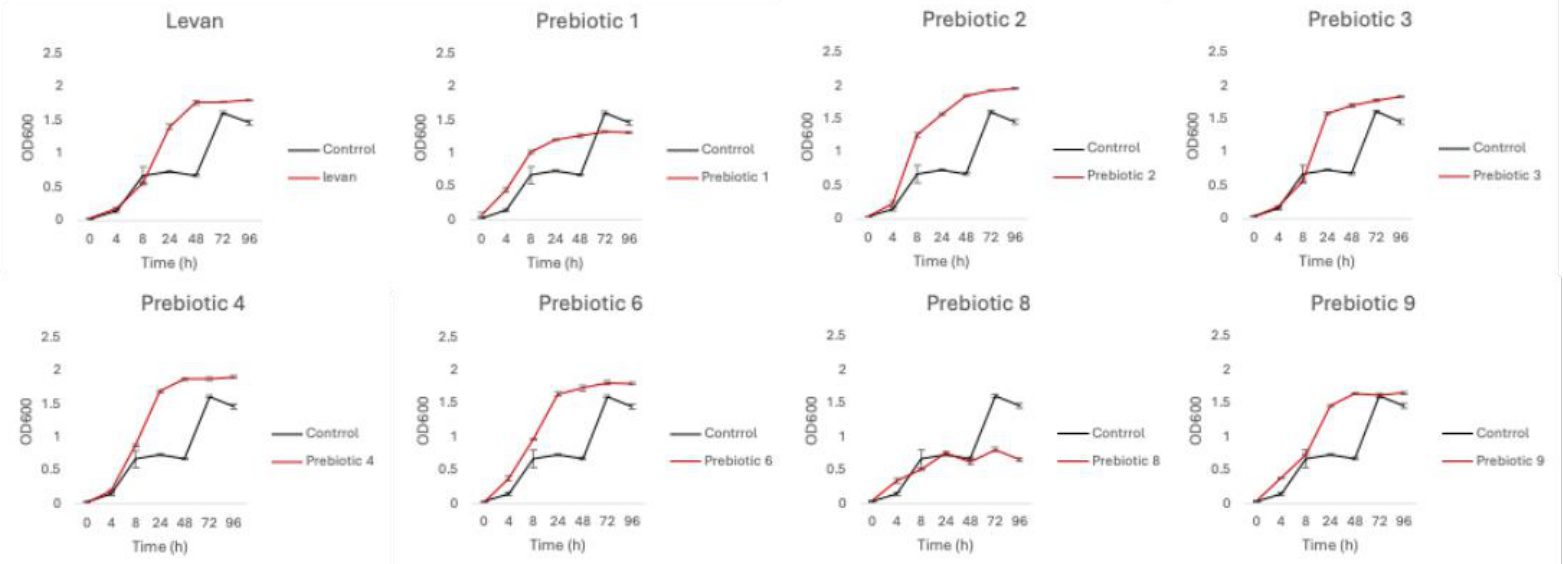 Levan
2.5
2
1.5
1
0.5
0
OD600
0 4 8 24 48 72 96
Time (h)
Contrrol
levan
Prebiotic 1
2.5
2
1.5
1
0.5
0
OD600
0 4 8 24 48 72 96
Time (h)
Contrrol
Prebiotic 1
Prebiotic 2
2.5
2
1.5
1
0.5
0
OD600
0 4 8 24 48 72 96
Time (h)
Contrrol
Prebiotic 2
Prebiotic 3
2.5
2
1.5
1
0.5
0
OD600
0 4 8 24 48 72 96
Time (h)
Contrrol
Prebiotic 3
Prebiotic 4
2.5
2
1.5
1
0.5
0
OD600
0 4 8 24 48 72 96
Time (h)
Contrrol
Prebiotic 4
Prebiotic 6
2.5
2
1.5
1
0.5
0
OD600
0 4 8 24 48 72 96
Time (h)
Contrrol
Prebiotic 6
Prebiotic 8
2.5
2
1.5
1
0.5
0
OD600
0 4 8 24 48 72 96
Time (h)
Contrrol
Prebiotic 8
Prebiotic 9
2.5
2
1.5
1
0.5
0
OD600
0 4 8 24 48 72 96
Time (h)
Contrrol
Prebiotic 9